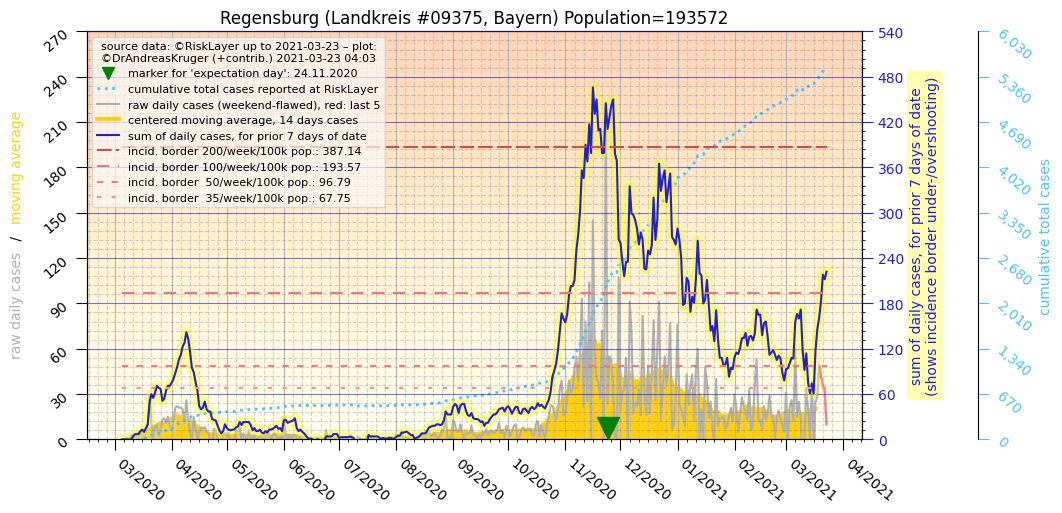 Regensburg (Landkreis #09375, Bayern) Population=193572
source data: ©RiskLayer up to 2021-03-23 – plot:
©DrAndreasKruger (+contrib.) 2021-03-23 04:03
marker for 'expectation day': 24.11.2020
cumulative total cases reported at RiskLayer
raw daily cases (weekend-flawed), red: last 5
centered moving average, 14 days cases
sum of daily cases, for prior 7 days of date
incid. border 200/week/100k pop.: 387.14
incid. border 100/week/100k pop.: 193.57
incid. border  50/week/100k pop.: 96.79
incid. border  35/week/100k pop.: 67.75
raw daily cases / moving average
270
240
210
180
150
120
90
60
30
0
540
480
420
360
300
240
180
120
60
0
sum of daily cases, for prior 7 days of date
(shows incidence border under-/overshooting)
6,030
5,360
4,690
4,020
3,350
2,680
2,010
1,340
670
0
cumulative total cases
03/2020
04/2020
05/2020
06/2020
07/2020
08/2020
09/2020
10/2020
11/2020
12/2020
01/2021
02/2021
03/2021
04/2021